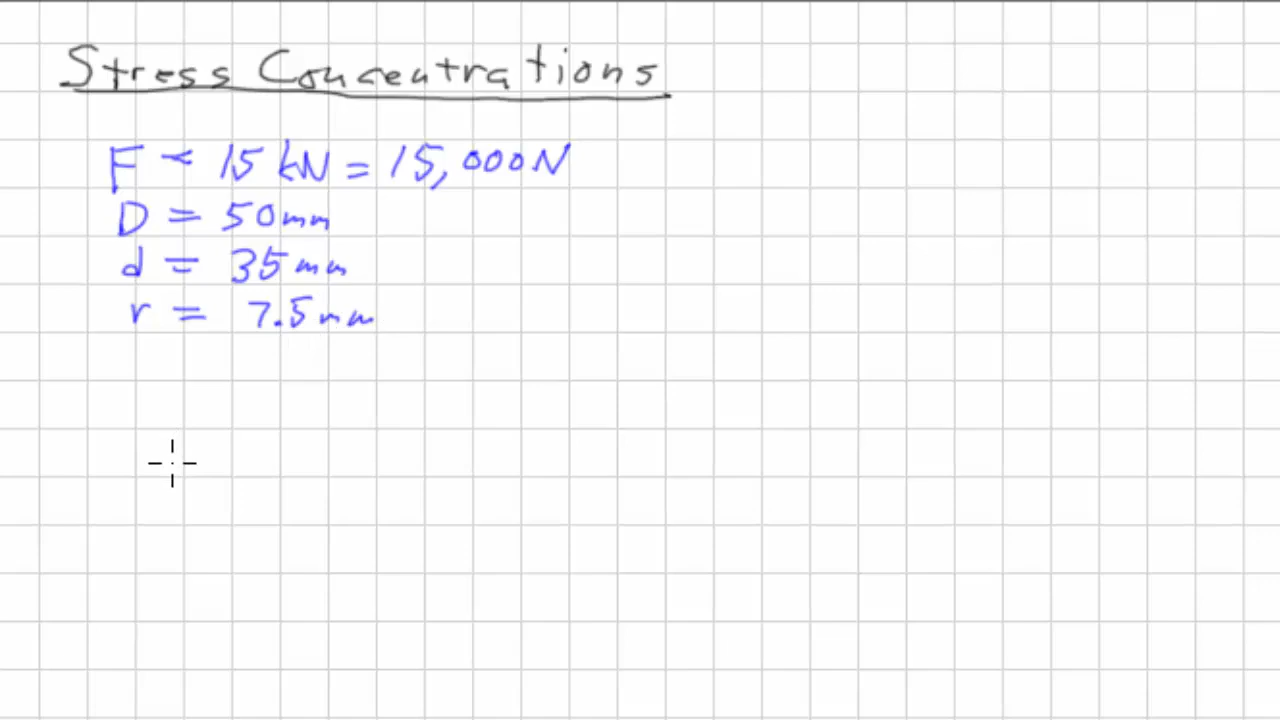 Stress Concentrations
F = 15 kN = 15,000N
D = 50mm
d = 35mm
r = 7.5mm